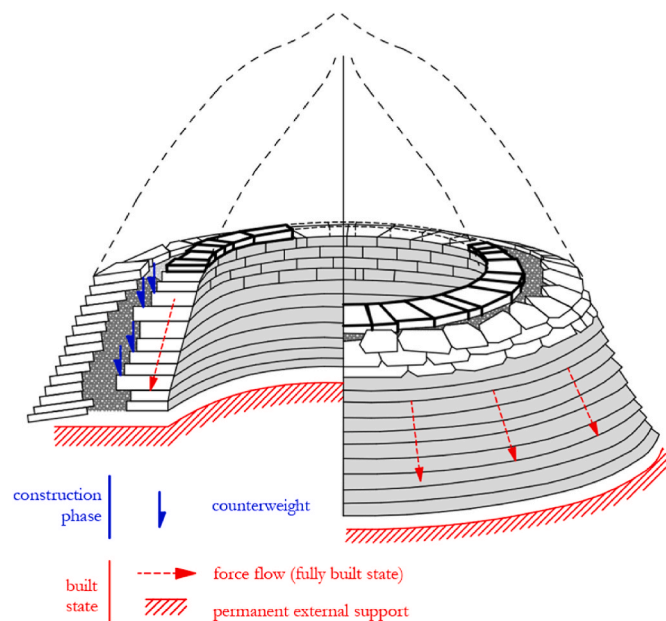 construction
phase
counterweight
built
state
force flow (fully built state)
permanent external support